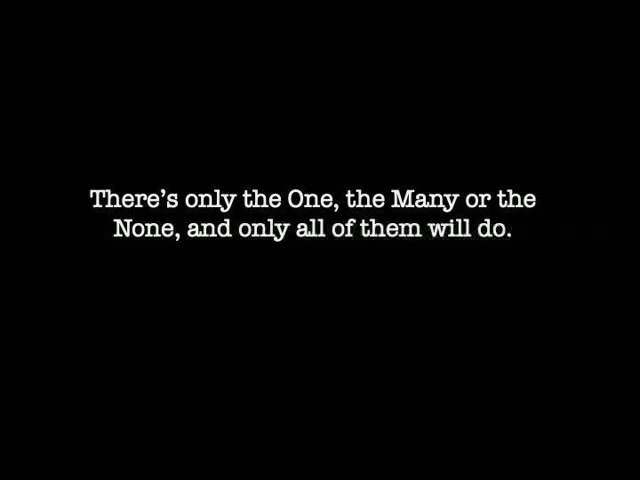 There’s only the One, the Many or the
None, and only all of them will do.